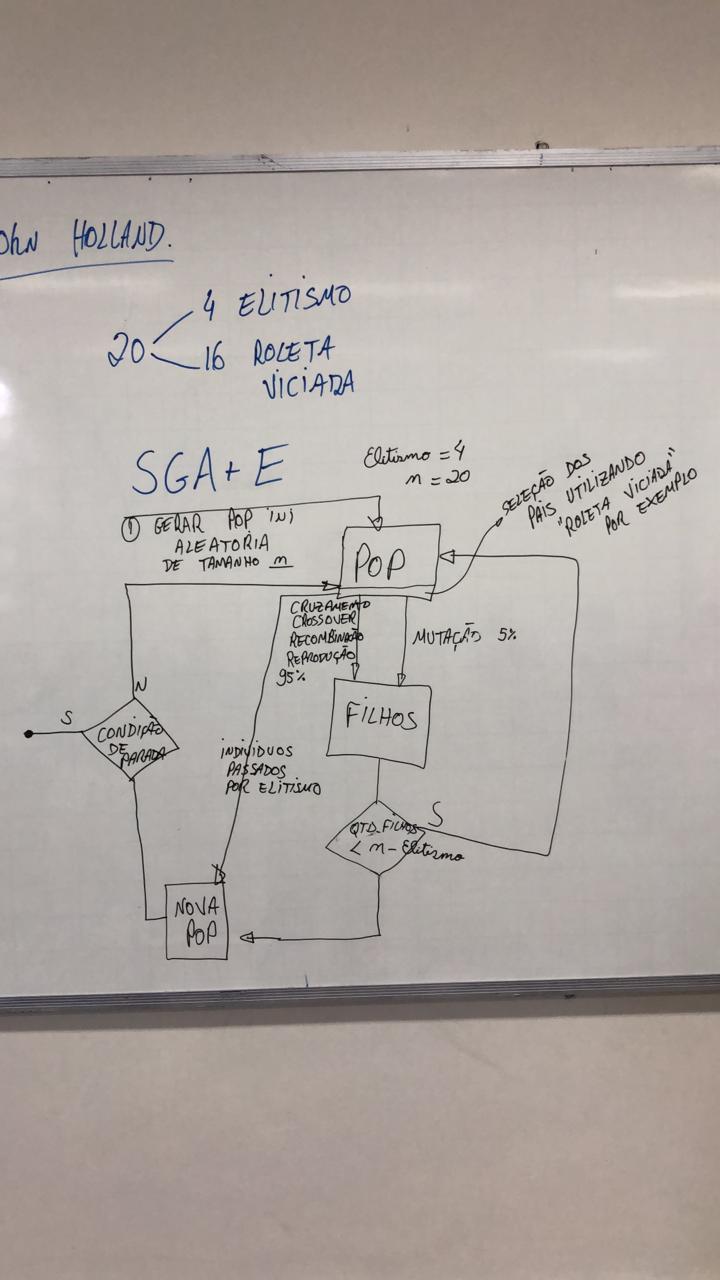 OHN HOLLAND.
4 ELITISMO
20
16 ROLETA
VICIADA
SGA+E
Elitismo = 4
n = 20
SELEÇÃO DOS
PAIS UTILIZANDO
"ROLETA VICIADA"
POR EXEMPLO
1 GERAR POP INI
ALEATORIA
DE TAMANHO n
POP
CRUZAMENTO
CROSSOVER
RECOMBINAÇÃO
REPRODUÇÃO
95%
MUTAÇÃO 5%
N
S
CONDIÇÃO
DE
PARADA
FILHOS
INDIVIDUOS
PASSADOS
POR ELITISMO
S
QTD_FILHOS
< n - Elitismo
NOVA
POP